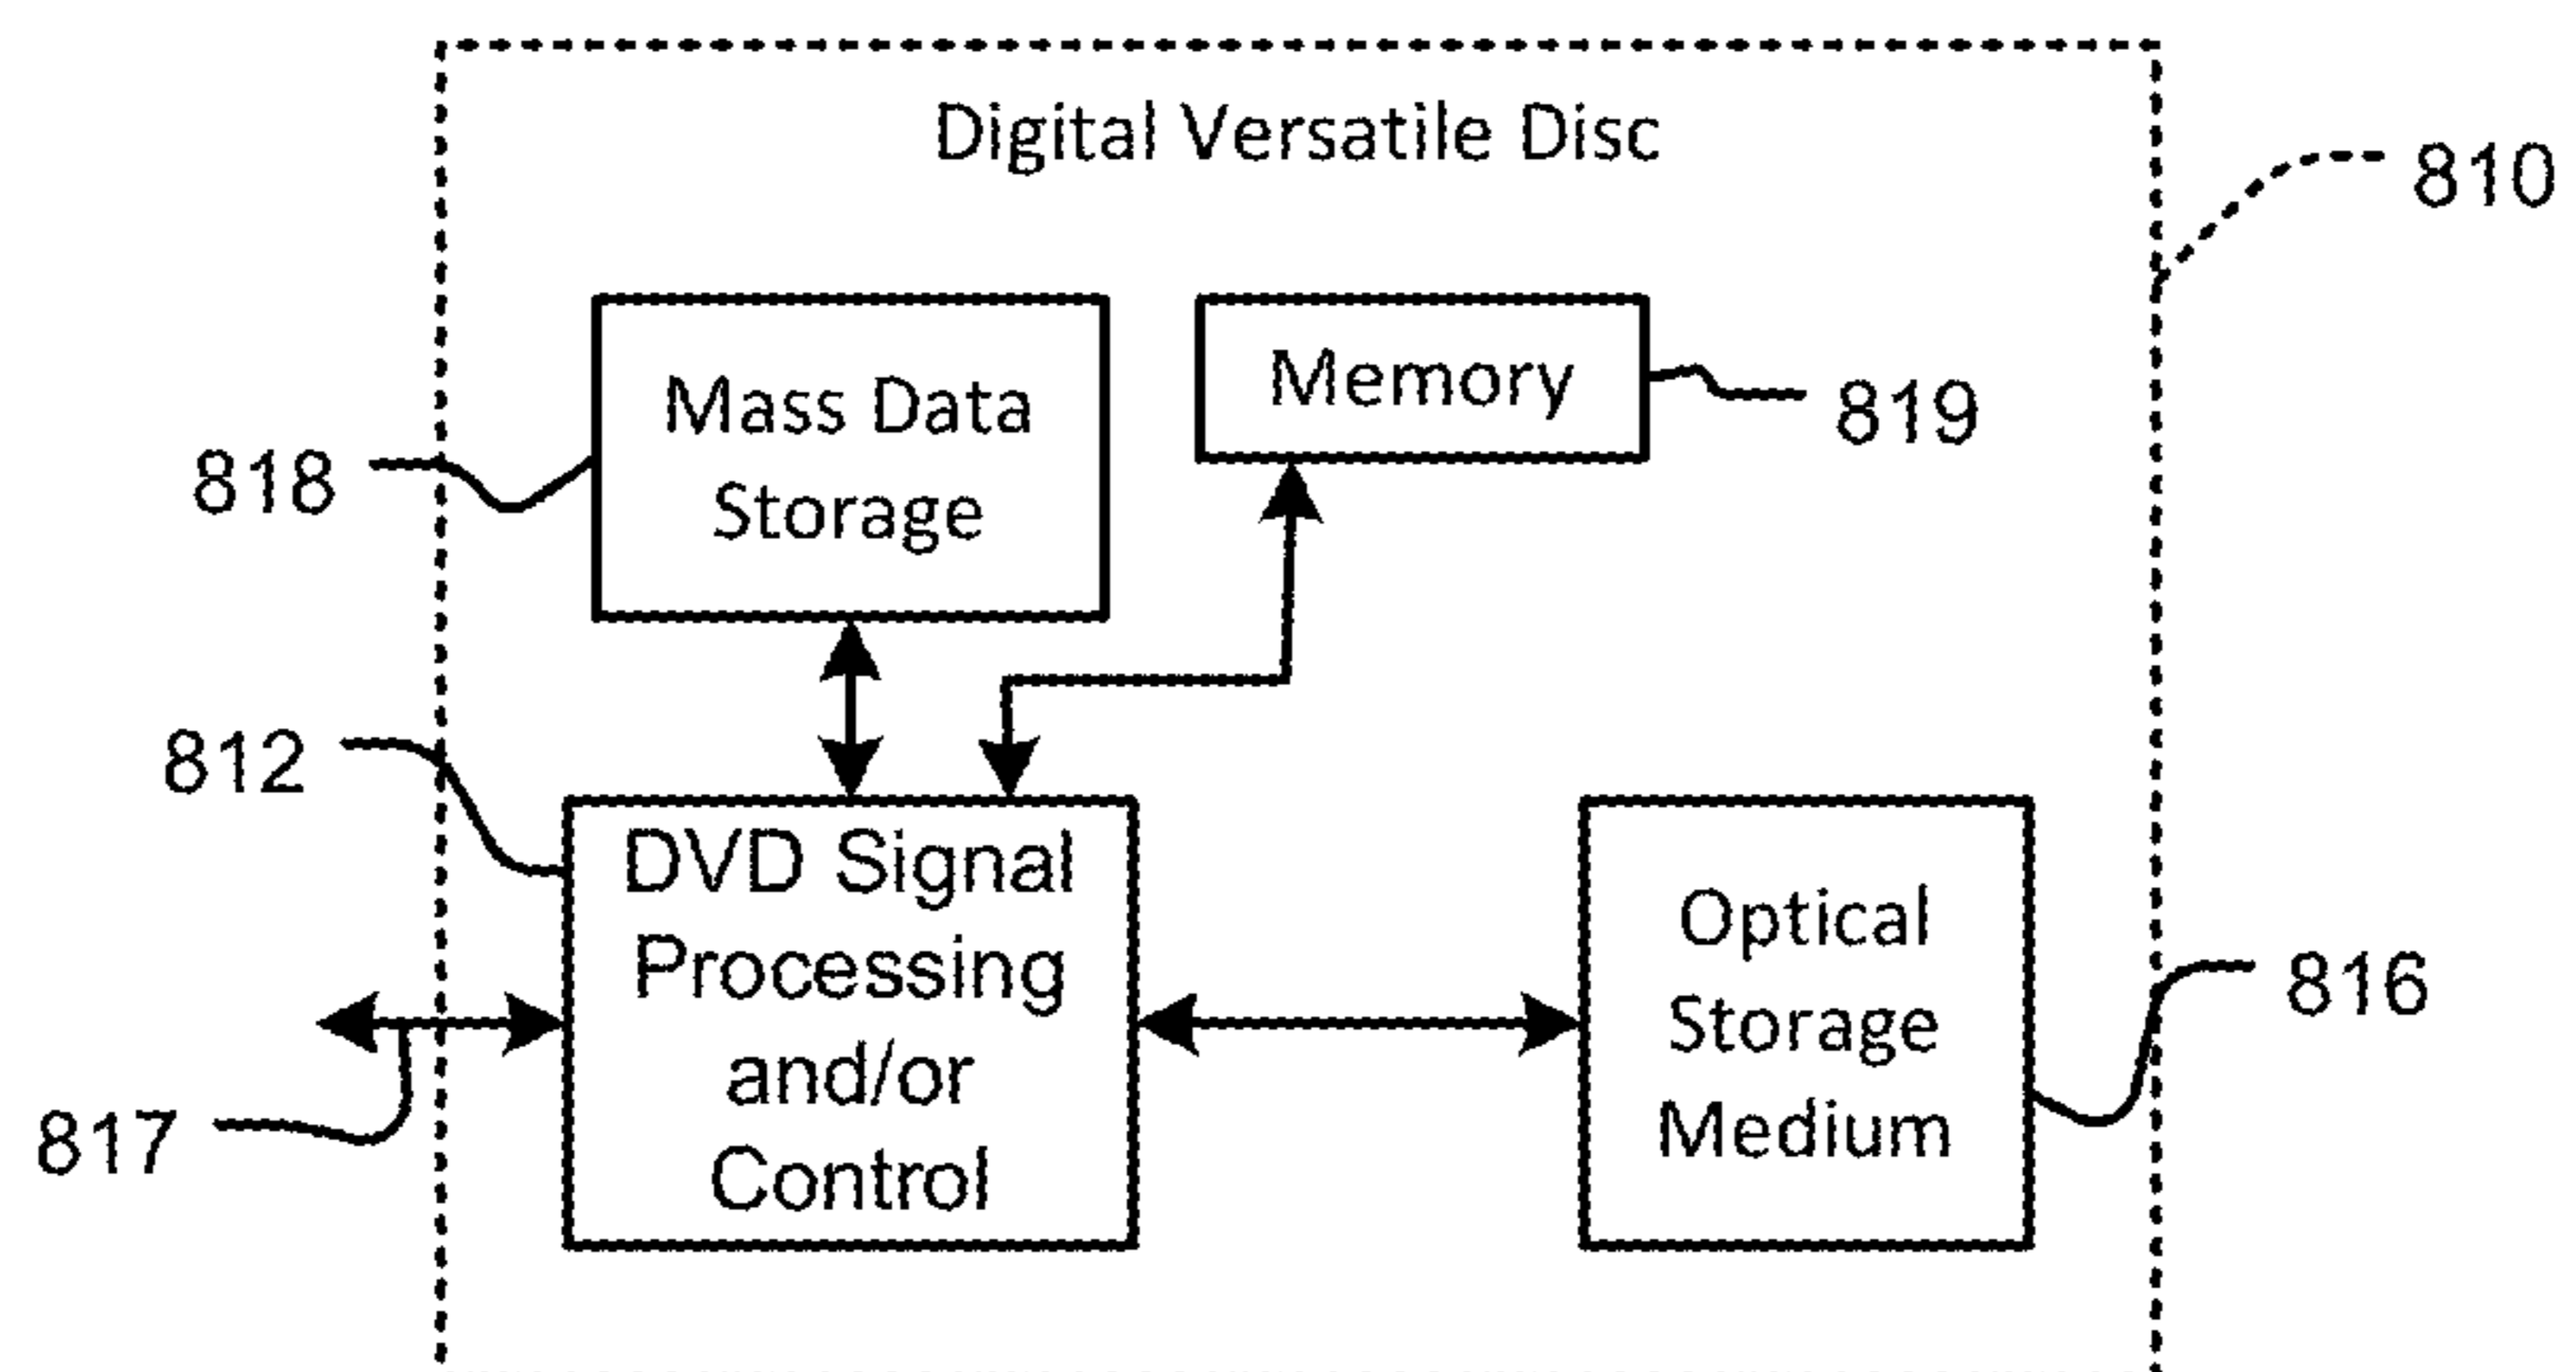 Digital Versatile Disc
810
Mass Data
Storage
818
Memory
819
812
DVD Signal
Processing
and/or
Control
817
Optical
Storage
Medium
816